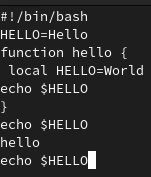 #!/bin/bash
HELLO=Hello
function hello {
 local HELLO=World
echo $HELLO
}
echo $HELLO
hello
echo $HELLO